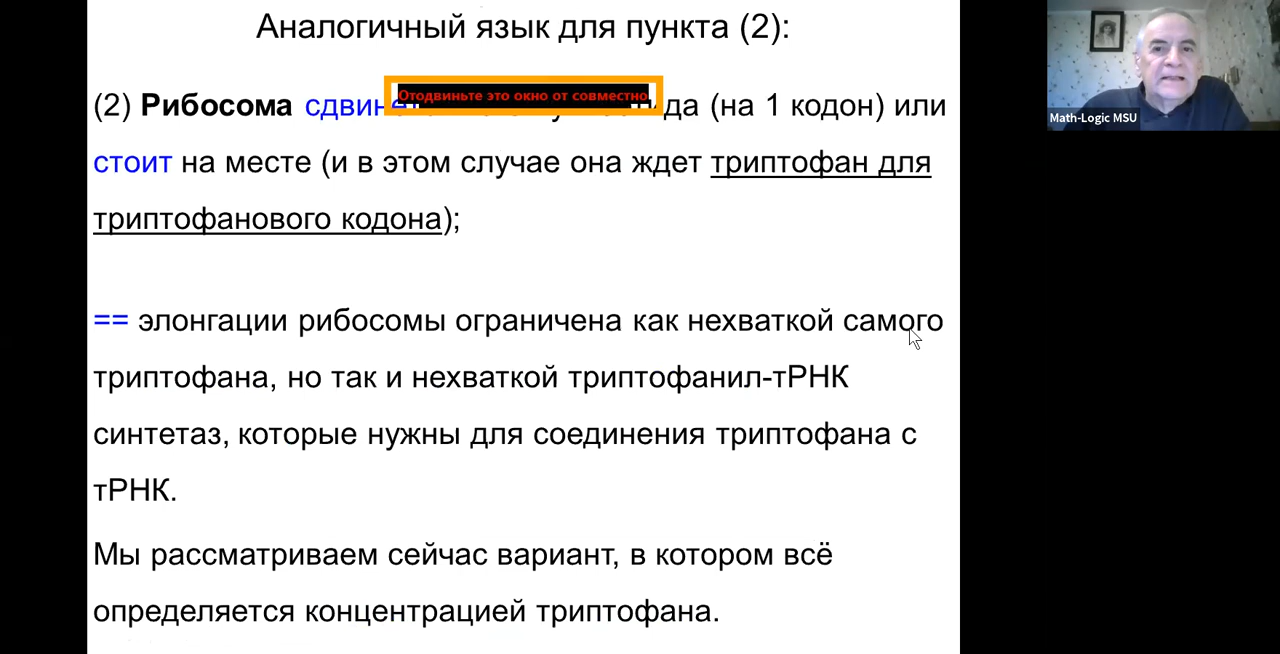 Аналогичный язык для пункта (2):
(2) Рибосома (на 1 кодон) или
Отодвиньте это окно от совместно
стоит на месте (и в этом случае она ждет триптофан для
триптофанового кодона);
== элонгации рибосомы ограничена как нехваткой самого
триптофана, но так и нехваткой триптофанил-тРНК
синтетаз, которые нужны для соединения триптофана с
тРНК.
Мы рассматриваем сейчас вариант, в котором всё
определяется концентрацией триптофана.
Math-Logic MSU